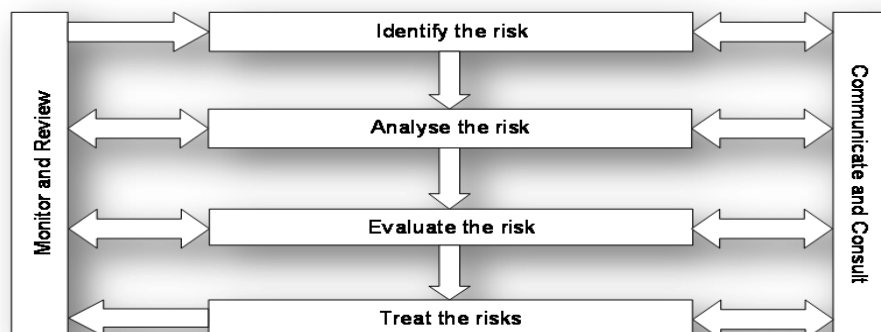 Identify the risk
Monitor and Review
Communicate and Consult
Analyse the risk
Evaluate the risk
Treat the risks